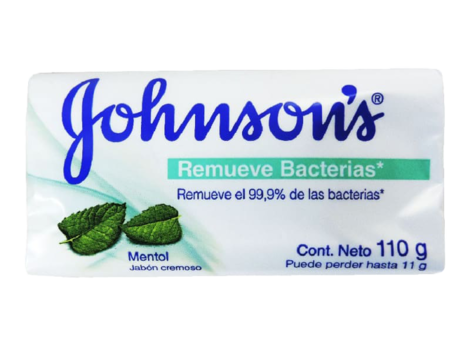 Johnson's®
Remueve Bacterias*
Remueve el 99,9% de las bacterias*
Mentol
Jabón cremoso
Cont. Neto 110 g
Puede perder hasta 11 g